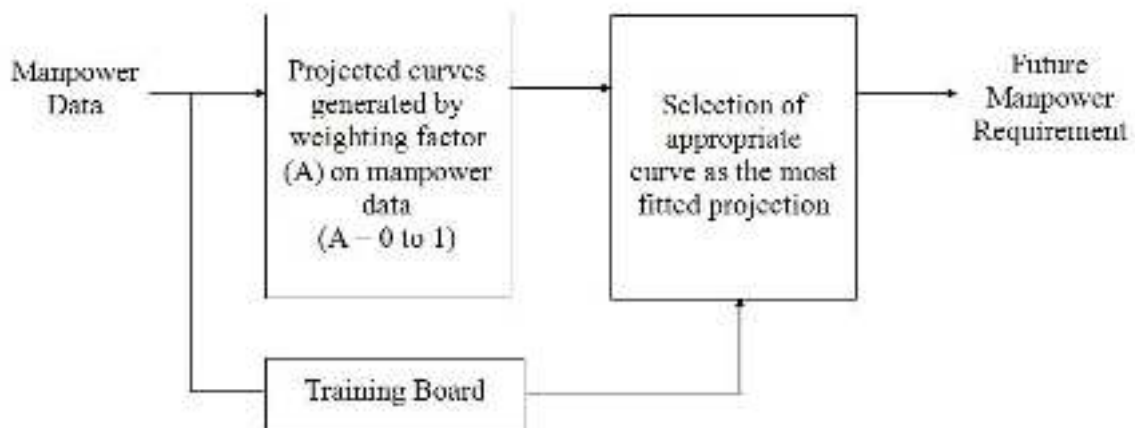 Manpower
Data
Projected curves
generated by
weighting factor
(A) on manpower
data
(A – 0 to 1)
Selection of
appropriate
curve as the most
fitted projection
Future
Manpower
Requirement
Training Board